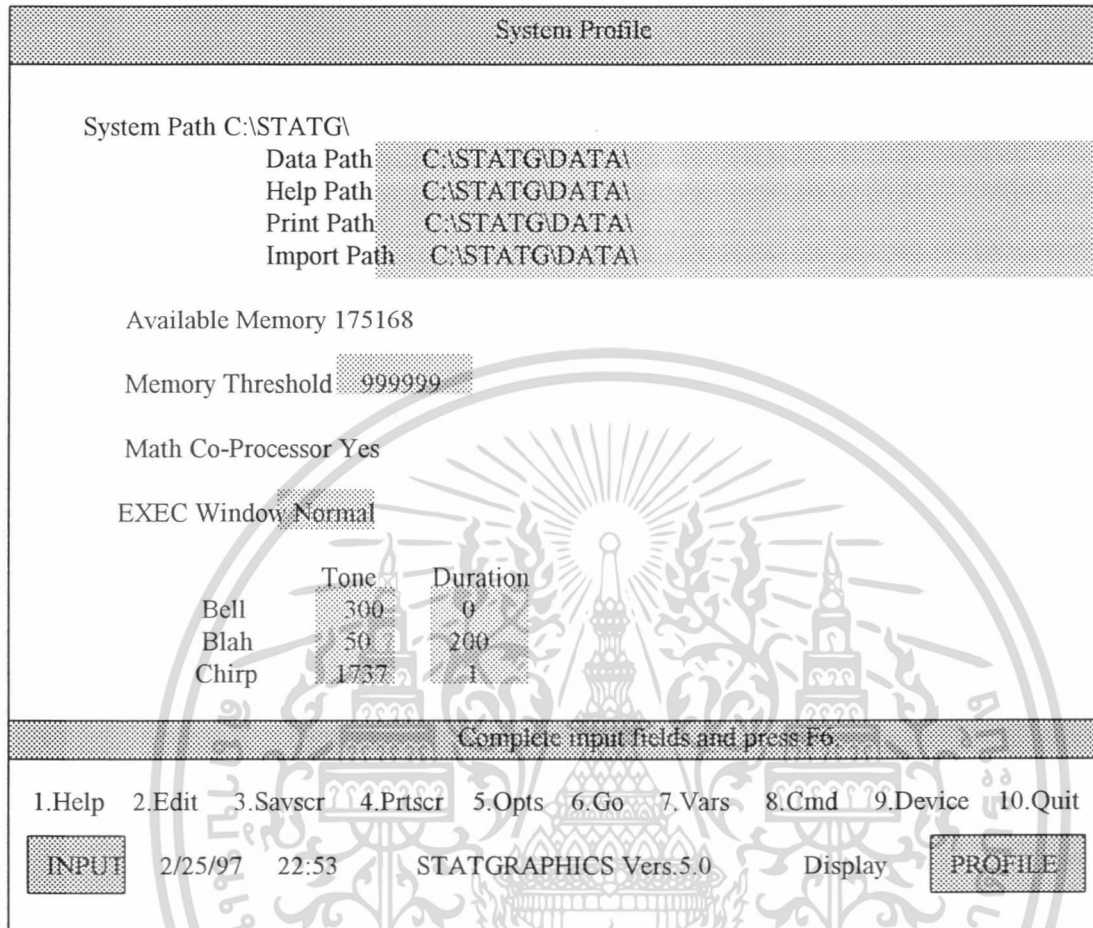 System Profile
System Path C:\STATG\
Data Path C:\STATG\DATA\
Help Path C:\STATG\DATA\
Print Path C:\STATG\DATA\
Import Path C:\STATG\DATA\
Available Memory 175168
Memory Threshold 999999
Math Co-Processor Yes
EXEC Window Normal
Tone Duration
Bell 300 0
Blah 50 200
Chirp 1737 1
Complete input fields and press F6.
1.Help 2.Edit 3.Savscr 4.Prtscr 5.Opts 6.Go 7.Vars 8.Cmd 9.Device 10.Quit
INPUT 2/25/97 22:53 STATGRAPHICS Vers.5.0 Display PROFILE